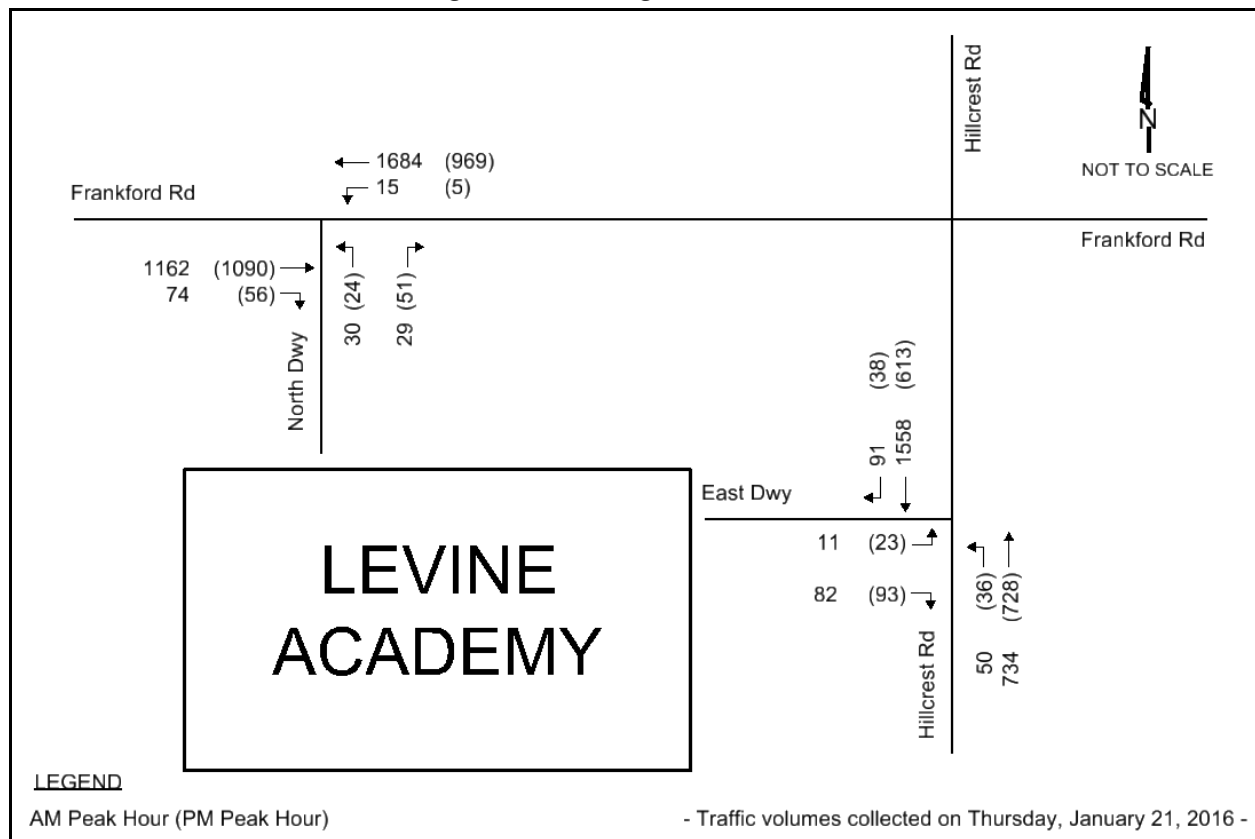 Hillcrest Rd
N
NOT TO SCALE
1684 (969)
15 (5)
Frankford Rd
Frankford Rd
1162 (1090)
74 (56)
30 (24)
29 (51)
North Dwy
91 (38)
1558 (613)
East Dwy
11 (23)
82 (93)
50 (36)
734 (728)
Hillcrest Rd
LEVINE
ACADEMY
LEGEND
AM Peak Hour (PM Peak Hour)
- Traffic volumes collected on Thursday, January 21, 2016 -